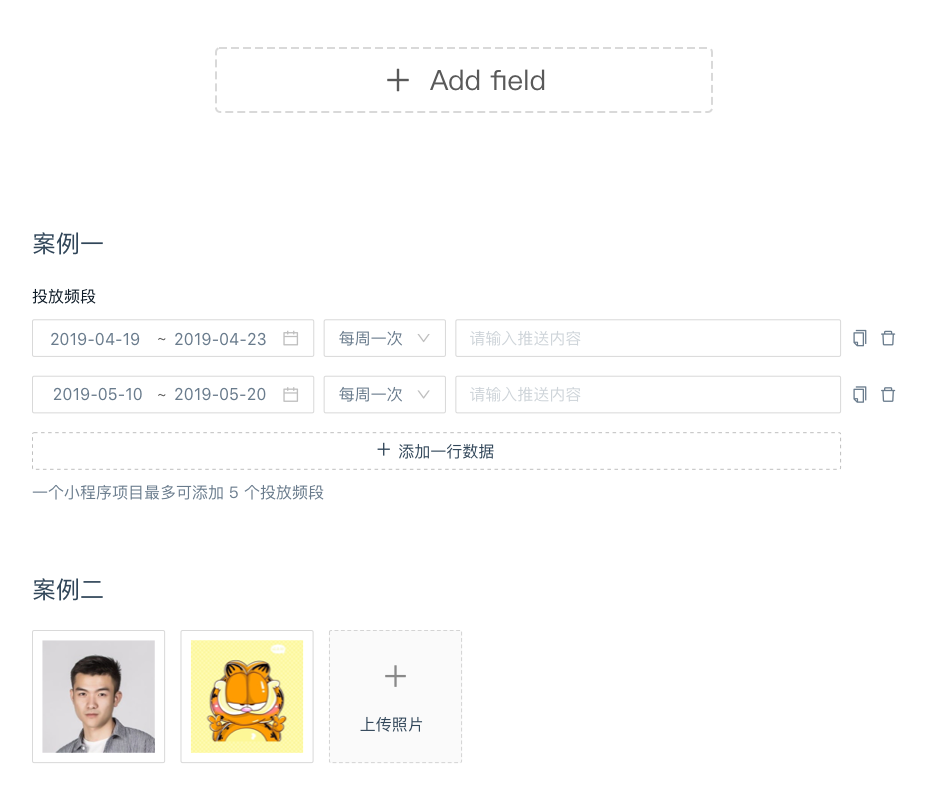 Add field
案例一
投放频段
2019-04-19 ~ 2019-04-23 每周一次 请输入推送内容
2019-05-10 ~ 2019-05-20 每周一次 请输入推送内容
添加一行数据
一个小程序项目最多可添加 5 个投放频段
案例二
上传照片